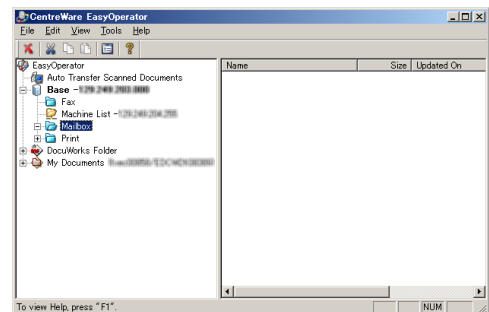 CentreWare EasyOperator
File Edit View Tools Help
EasyOperator
Auto Transfer Scanned Documents
Base -
Fax
Machine List -
Mailbox
Print
DocuWorks Folder
My Documents
Name Size Updated On
To view Help, press "F1".
NUM